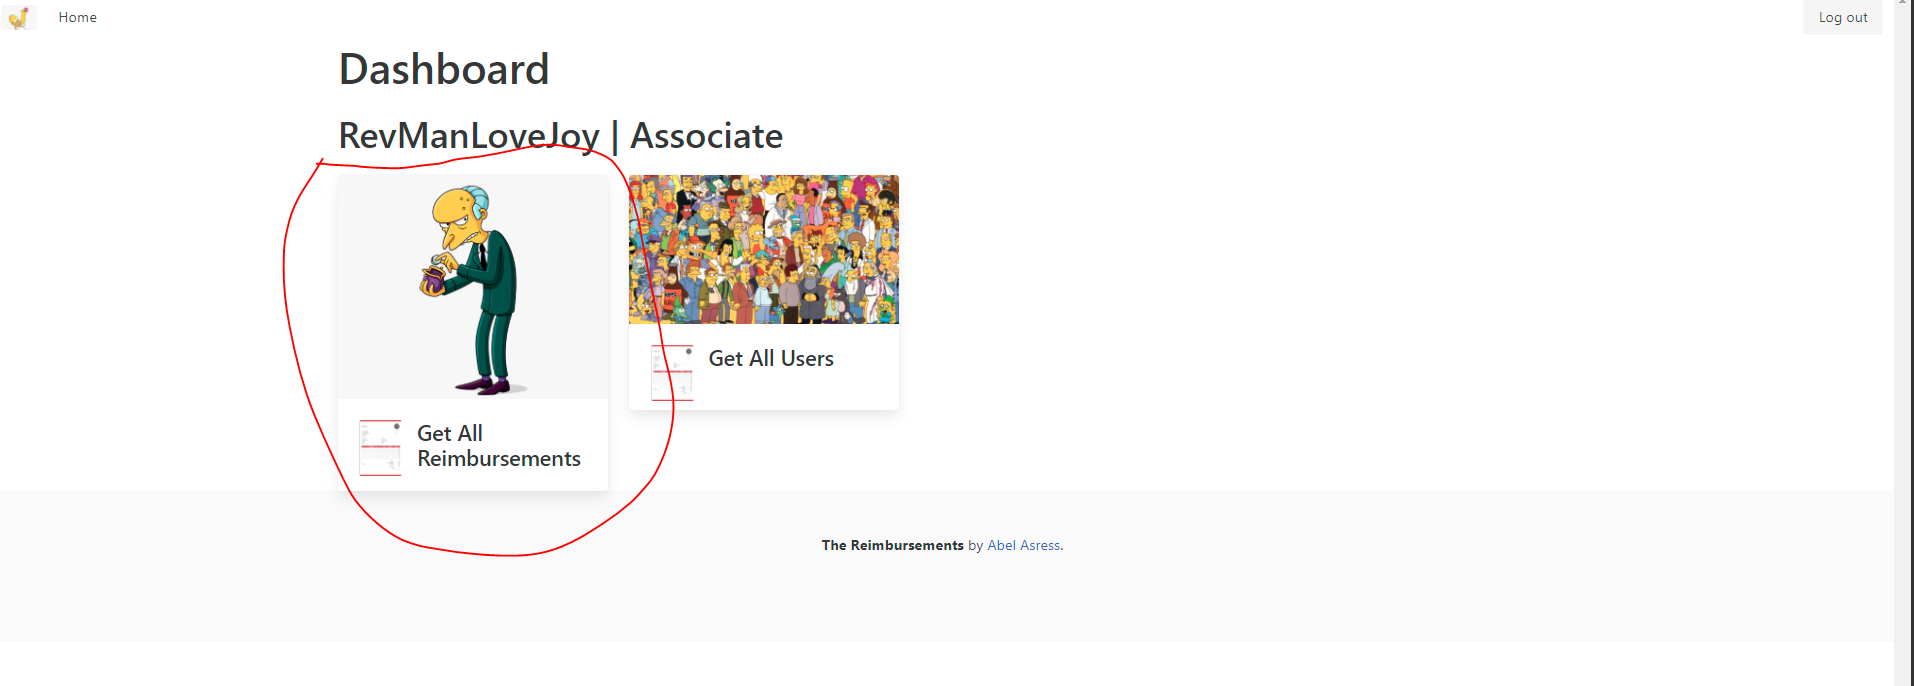 Home
Log out
Dashboard
RevManLoveJoy | Associate
Get All Users
Get All
Reimbursements
The Reimbursements by Abel Asress.